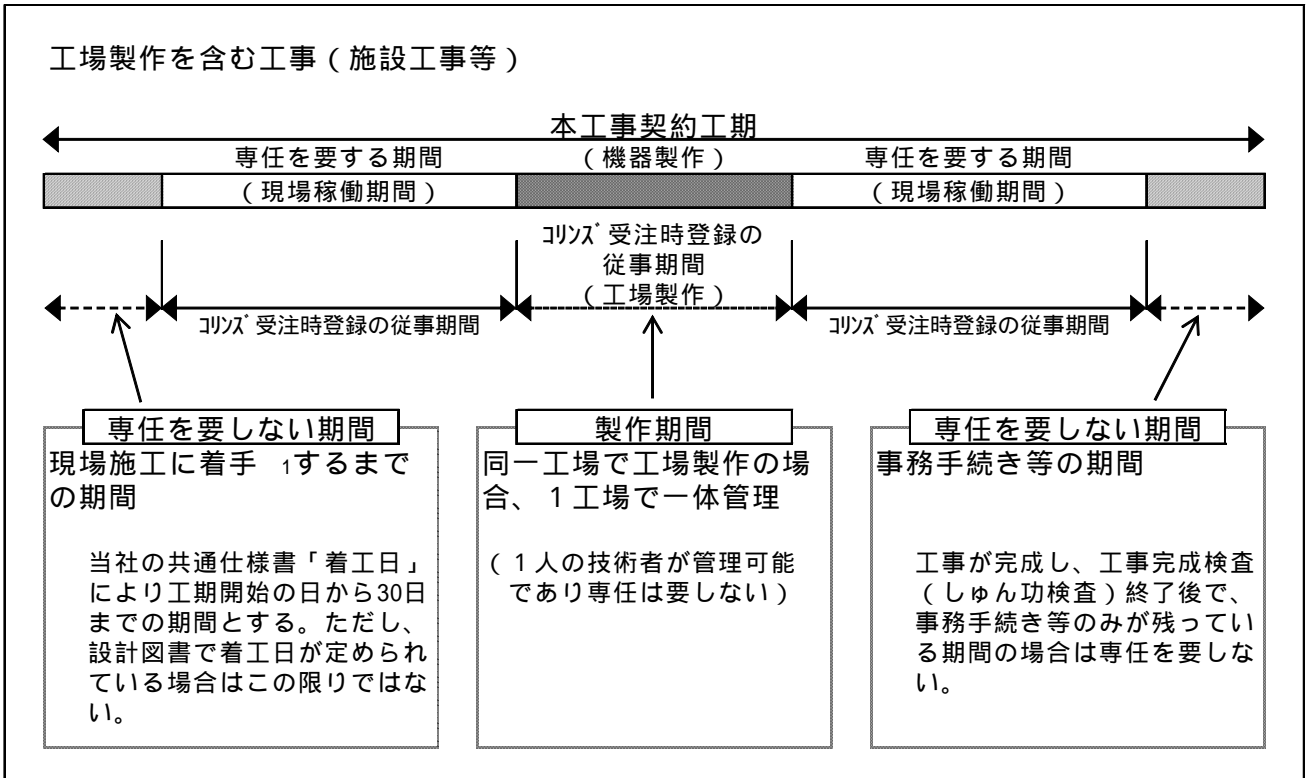 工場製作を含む工事（施設工事等）
本工事契約工期
専任を要する期間
（機器製作）
専任を要する期間
（現場稼働期間）
（現場稼働期間）
ｺﾘﾝｽﾞ受注時登録の
従事期間
（工場製作）
ｺﾘﾝｽﾞ受注時登録の従事期間
ｺﾘﾝｽﾞ受注時登録の従事期間
専任を要しない期間
現場施工に着手 1するまで
の期間
当社の共通仕様書「着工日」
により工期開始の日から30日
までの期間とする。ただし、
設計図書で着工日が定められ
ている場合はこの限りではな
い。
製作期間
同一工場で工場製作の場
合、１工場で一体管理
（１人の技術者が管理可能
であり専任は要しない）
専任を要しない期間
事務手続き等の期間
工事が完成し、工事完成検査
（しゅん功検査）終了後で、
事務手続き等のみが残ってい
る期間の場合は専任を要しな
い。